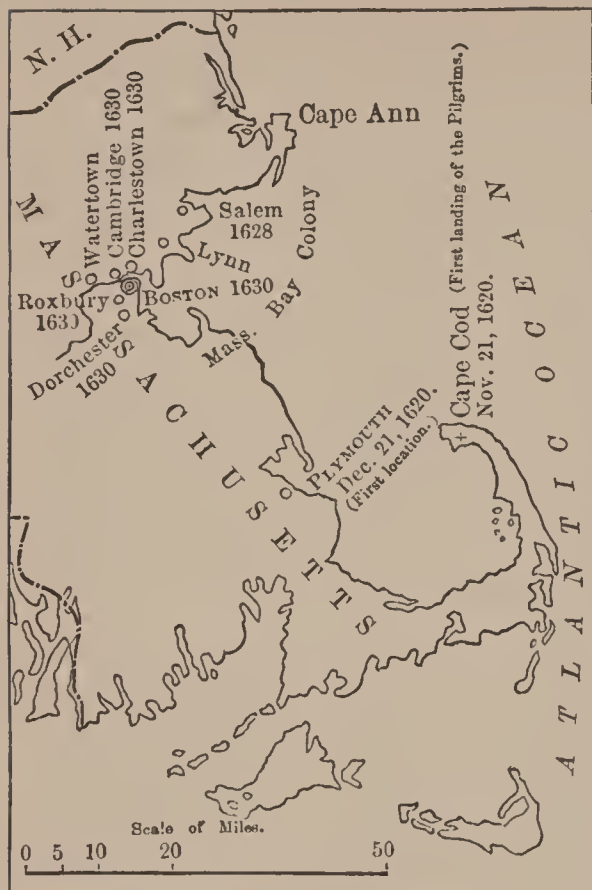 N. H.
Cape Ann
Watertown
Cambridge 1630
Charlestown 1630
Salem
1628
Lynn
Roxbury
1630
BOSTON 1630
Dorchester
1630
Mass. Bay Colony
MASSACHUSETTS
PLYMOUTH
Dec. 21, 1620.
(First location.)
Cape Cod (First landing of the Pilgrims.)
Nov. 21, 1620.
ATLANTIC OCEAN
Scale of Miles.
0 5 10 20 50